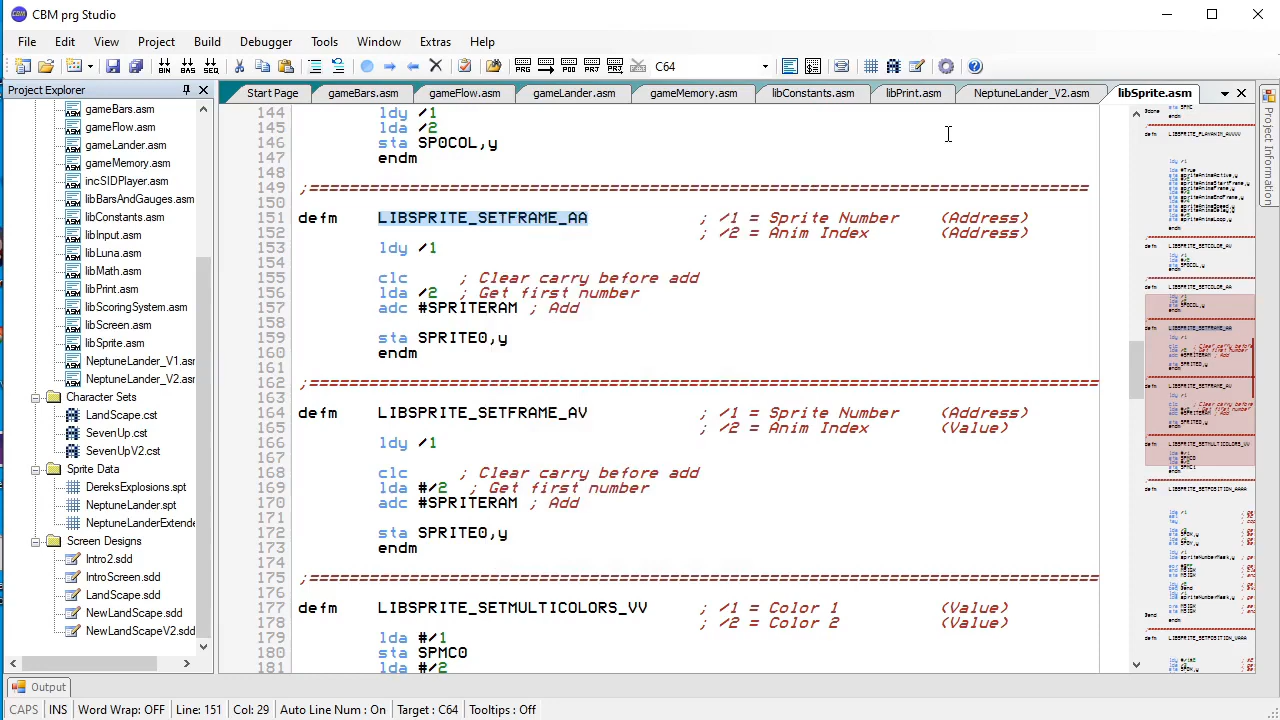 CBM prg Studio
File Edit View Project Build Debugger Tools Window Extras Help
C64
Project Explorer
Start Page gameBars.asm gameFlow.asm gameLander.asm gameMemory.asm libConstants.asm libPrint.asm NeptuneLander_V2.asm libSprite.asm
gameBars.asm
gameFlow.asm
gameLander.asm
gameMemory.asm
incSIDPlayer.asm
libBarsAndGauges.asm
libConstants.asm
libInput.asm
libLuna.asm
libMath.asm
libPrint.asm
libScoringSystem.asm
libScreen.asm
libSprite.asm
NeptuneLander_V1.asr
NeptuneLander_V2.asr
Character Sets
LandScape.cst
SevenUp.cst
SevenUpV2.cst
Sprite Data
DereksExplosions.spt
NeptuneLander.spt
NeptuneLanderExtende
Screen Designs
Intro2.sdd
IntroScreen.sdd
LandScape.sdd
NewLandScape.sdd
NewLandScapeV2.sdd
144 ldy /1
145 lda /2
146 sta SP0COL,y
147 endm
148
149 ;==============================================================================
150
151 defm LIBSPRITE_SETFRAME_AA ; /1 = Sprite Number (Address)
152 ; /2 = Anim Index (Address)
153 ldy /1
154
155 clc ; Clear carry before add
156 lda /2 ; Get first number
157 adc #SPRITERAM ; Add
158
159 sta SPRITE0,y
160 endm
161
162 ;===============================================================================
163
164 defm LIBSPRITE_SETFRAME_AV ; /1 = Sprite Number (Address)
165 ; /2 = Anim Index (Value)
166 ldy /1
167
168 clc ; Clear carry before add
169 lda #/2 ; Get first number
170 adc #SPRITERAM ; Add
171
172 sta SPRITE0,y
173 endm
174
175 ;===============================================================================
176
177 defm LIBSPRITE_SETMULTICOLORS_VV ; /1 = Color 1 (Value)
178 ; /2 = Color 2 (Value)
179 lda #/1
180 sta SPMC0
181 lda #/2
Project Information
Output
CAPS INS Word Wrap: OFF Line: 151 Col: 29 Auto Line Num : On Target : C64 Tooltips : Off